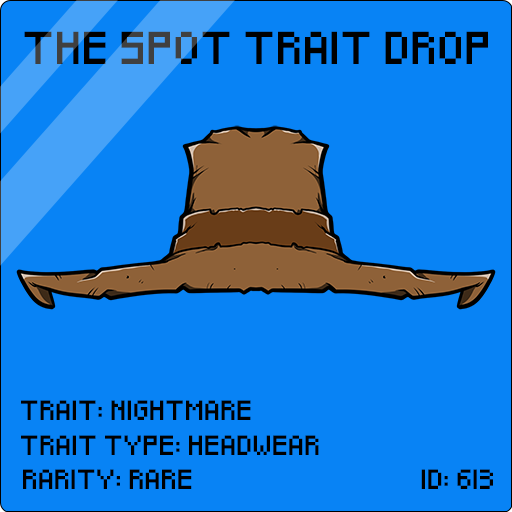 THE SPOT TRAIT DROP
TRAIT: NIGHTMARE
TRAIT TYPE: HEADWEAR
RARITY: RARE
ID: 613